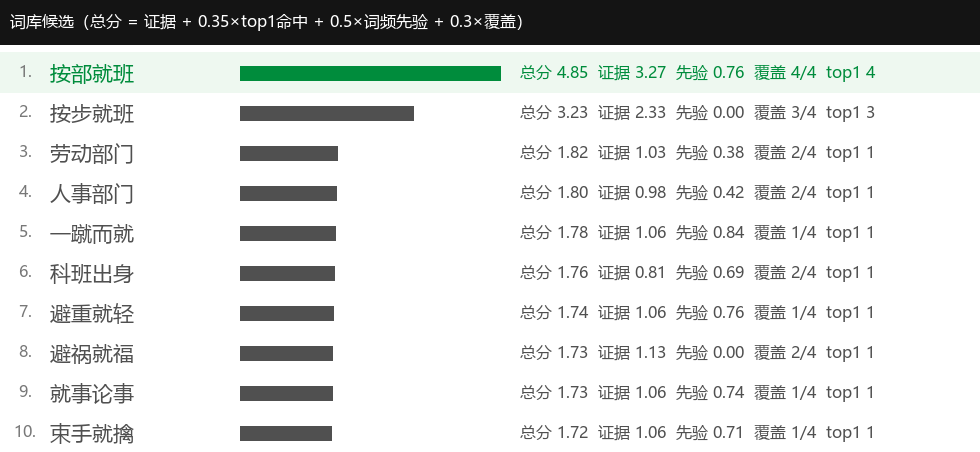 词库候选（总分 = 证据 + 0.35×top1命中 + 0.5×词频先验 + 0.3×覆盖）
1. 按部就班 总分 4.85 证据 3.27 先验 0.76 覆盖 4/4 top1 4
2. 按步就班 总分 3.23 证据 2.33 先验 0.00 覆盖 3/4 top1 3
3. 劳动部门 总分 1.82 证据 1.03 先验 0.38 覆盖 2/4 top1 1
4. 人事部门 总分 1.80 证据 0.98 先验 0.42 覆盖 2/4 top1 1
5. 一蹴而就 总分 1.78 证据 1.06 先验 0.84 覆盖 1/4 top1 1
6. 科班出身 总分 1.76 证据 0.81 先验 0.69 覆盖 2/4 top1 1
7. 避重就轻 总分 1.74 证据 1.06 先验 0.76 覆盖 1/4 top1 1
8. 避祸就福 总分 1.73 证据 1.13 先验 0.00 覆盖 2/4 top1 1
9. 就事论事 总分 1.73 证据 1.06 先验 0.74 覆盖 1/4 top1 1
10. 束手就擒 总分 1.72 证据 1.06 先验 0.71 覆盖 1/4 top1 1